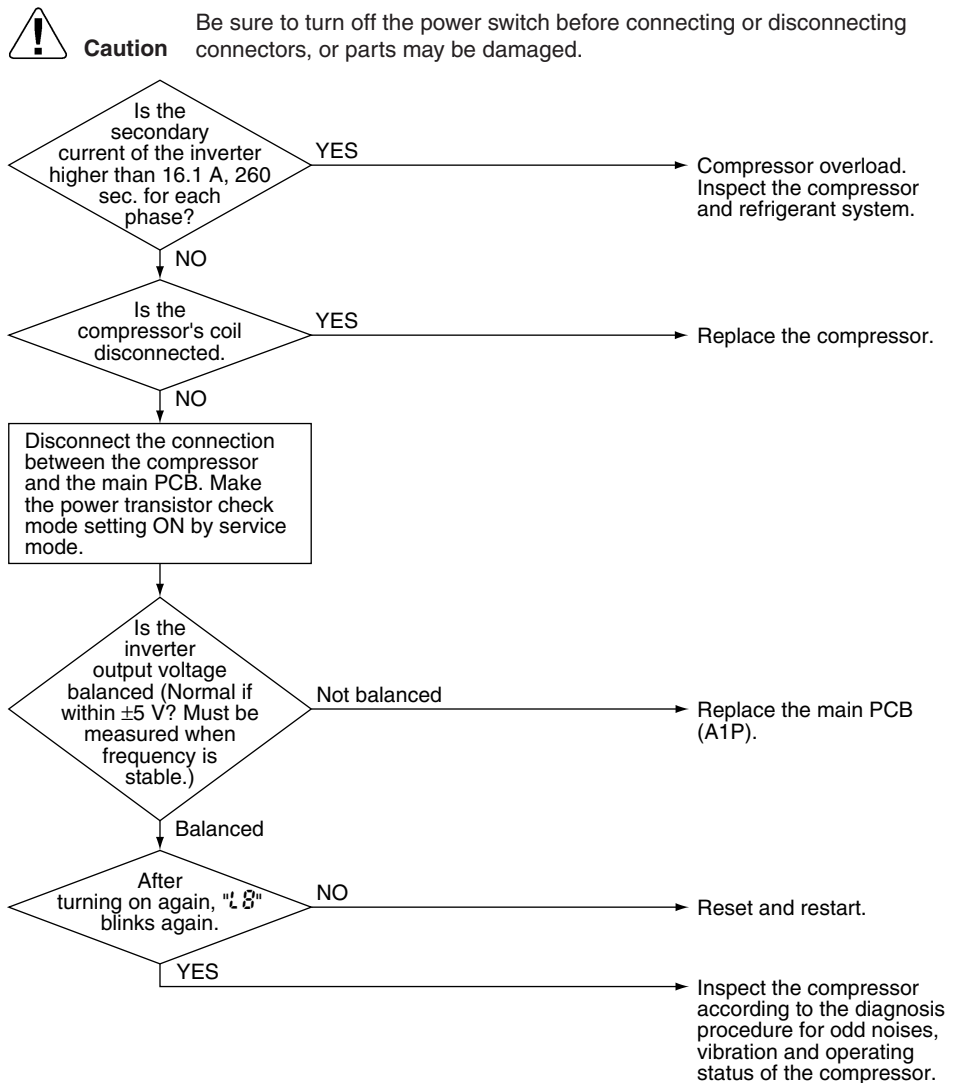 Be sure to turn off the power switch before connecting or disconnecting
Caution connectors, or parts may be damaged.
Is the
secondary
current of the inverter
higher than 16.1 A, 260
sec. for each
phase?
YES
Compressor overload.
Inspect the compressor
and refrigerant system.
NO
Is the
compressor's coil
disconnected.
YES
Replace the compressor.
NO
Disconnect the connection
between the compressor
and the main PCB. Make
the power transistor check
mode setting ON by service
mode.
Is the
inverter
output voltage
balanced (Normal if
within ±5 V? Must be
measured when
frequency is
stable.)
Not balanced
Replace the main PCB
(A1P).
Balanced
After
turning on again, "L8"
blinks again.
NO
Reset and restart.
YES
Inspect the compressor
according to the diagnosis
procedure for odd noises,
vibration and operating
status of the compressor.